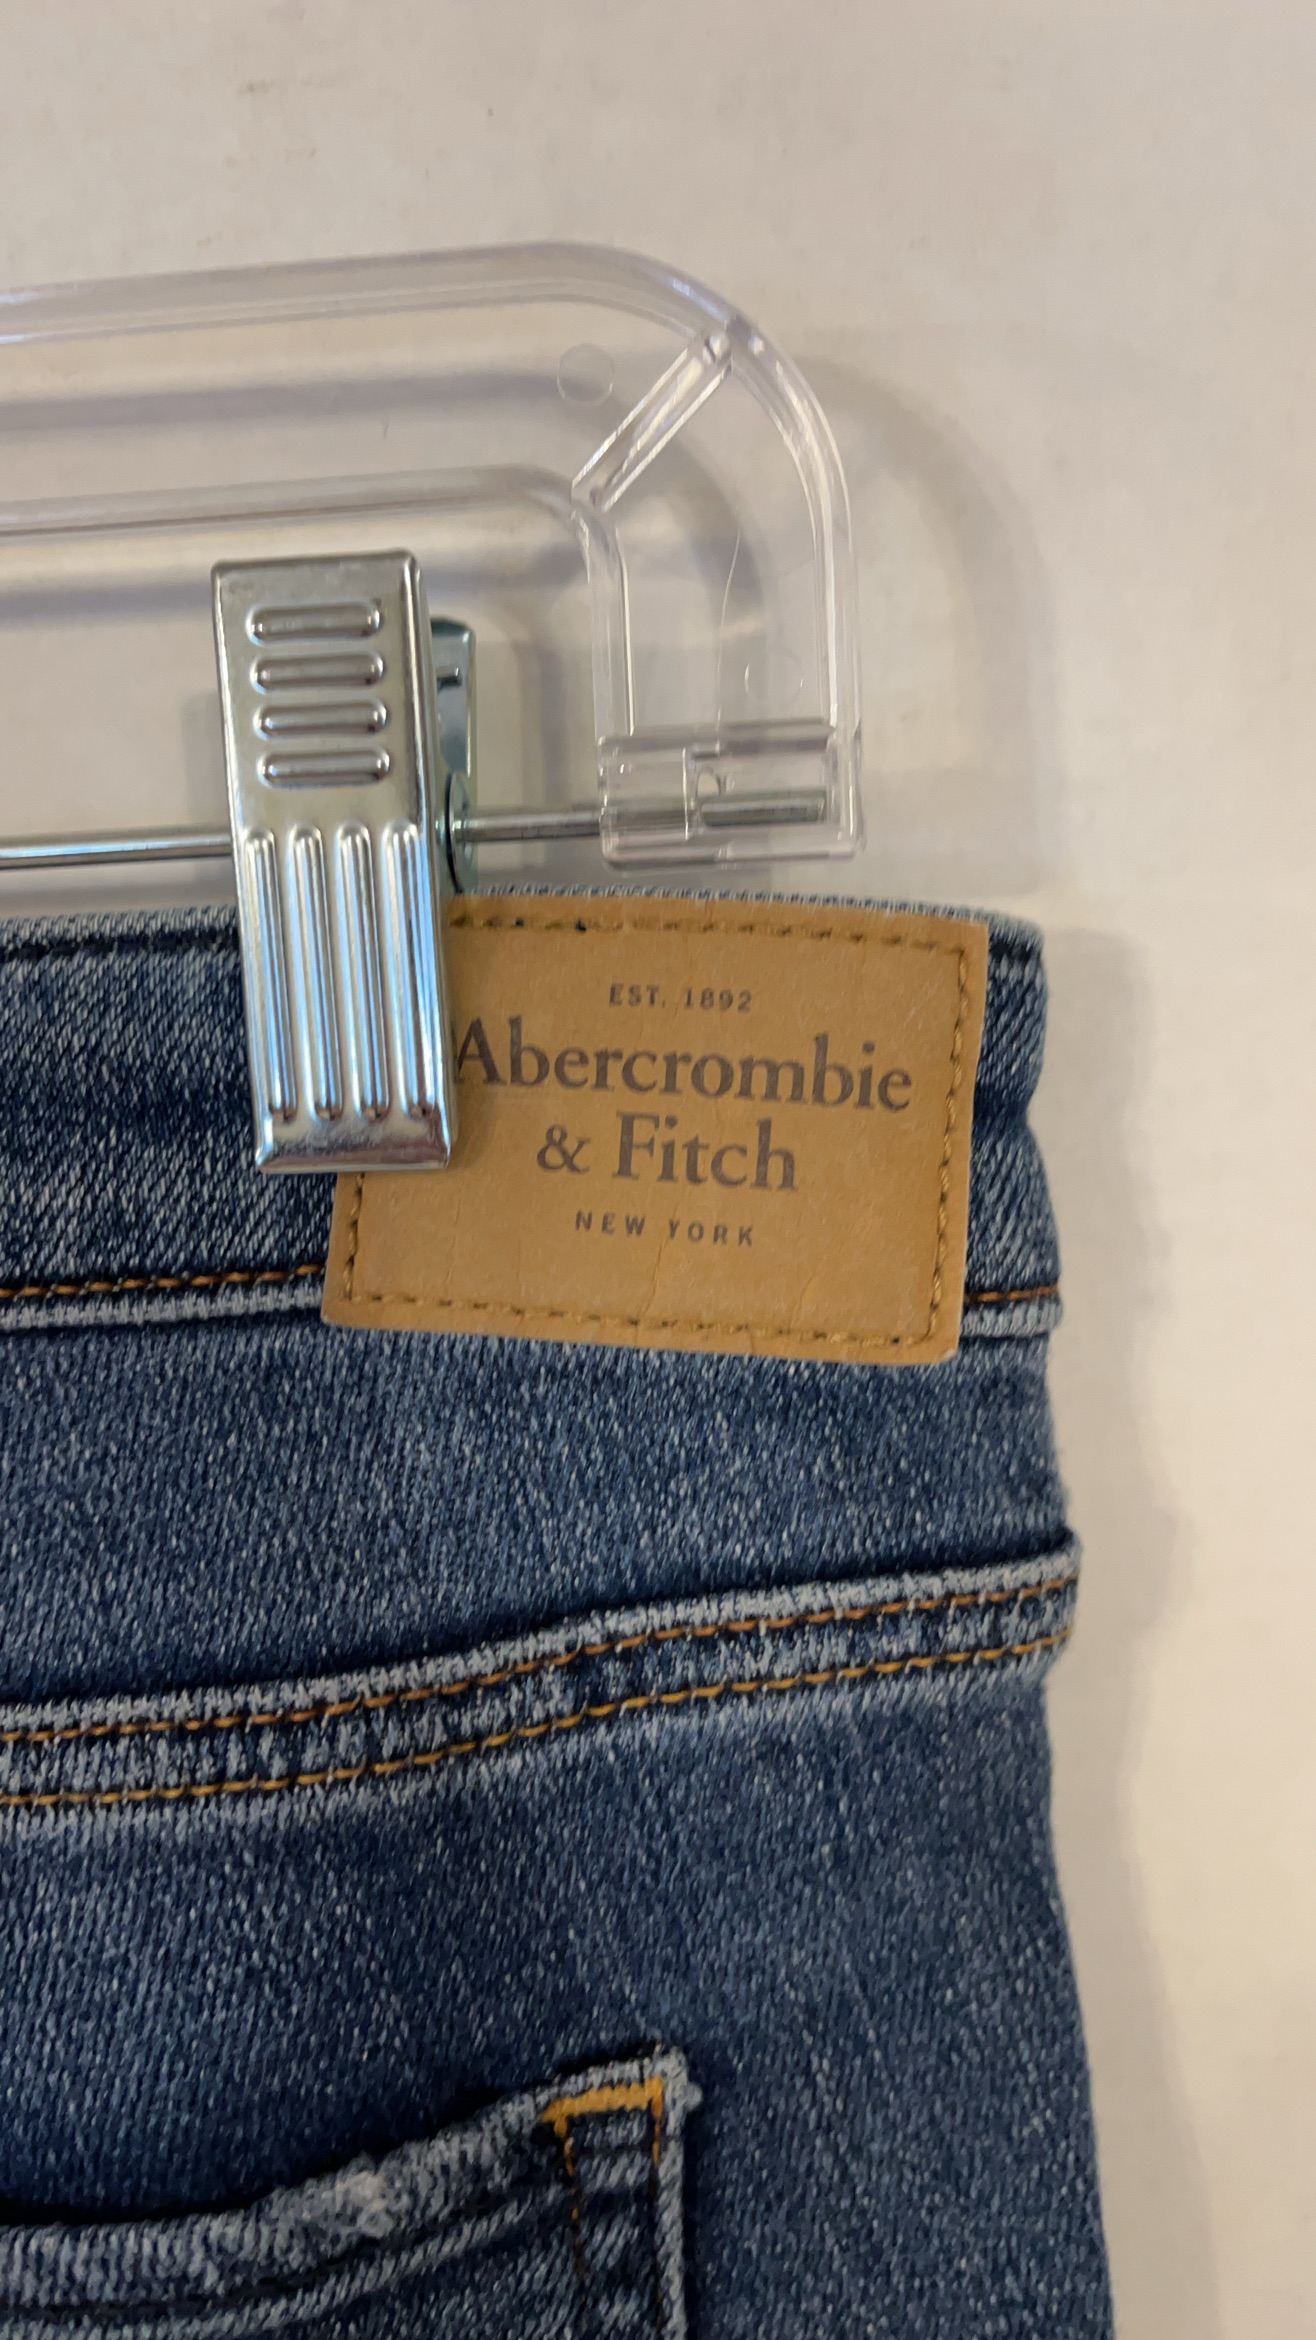 EST. 1892
Abercrombie
& Fitch
NEW YORK